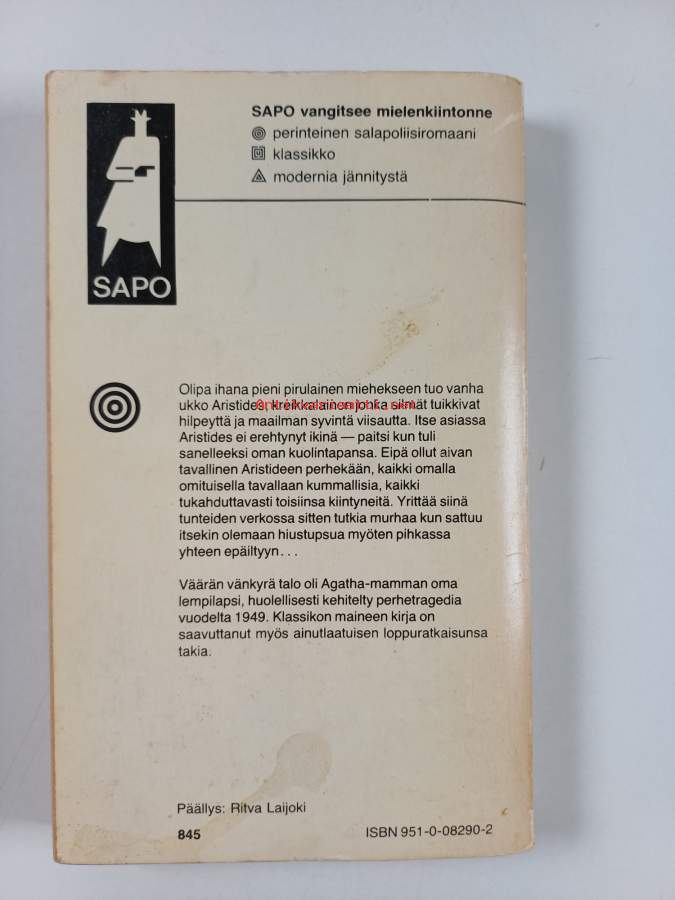 SAPO vangitsee mielenkiintonne
perinteinen salapoliisiromaani
klassikko
modernia jännitystä
SAPO
Olipa ihana pieni pirulainen miehekseen tuo vanha
ukko Aristides, kreikkalainen jonka silmät tuikkivat
hilpeyttä ja maailman syvintä viisautta. Itse asiassa
Aristides ei erehtynyt ikinä — paitsi kun tuli
sanelleeksi oman kuolintapansa. Eipä ollut aivan
tavallinen Aristideen perhekään, kaikki omalla
omituisella tavallaan kummallisia, kaikki
tukahduttavasti toisiinsa kiintyneitä. Yrittää siinä
tunteiden verkossa sitten tutkia murhaa kun sattuu
itsekin olemaan hiustupsua myöten pihkassa
yhteen epäiltyyn...
Väärän vänkyrä talo oli Agatha-mamman oma
lempilapsi, huolellisesti kehitelty perhetragedia
vuodelta 1949. Klassikon maineen kirja on
saavuttanut myös ainutlaatuisen loppuratkaisunsa
takia.
Päällys: Ritva Laijoki
845 ISBN 951-0-08290-2